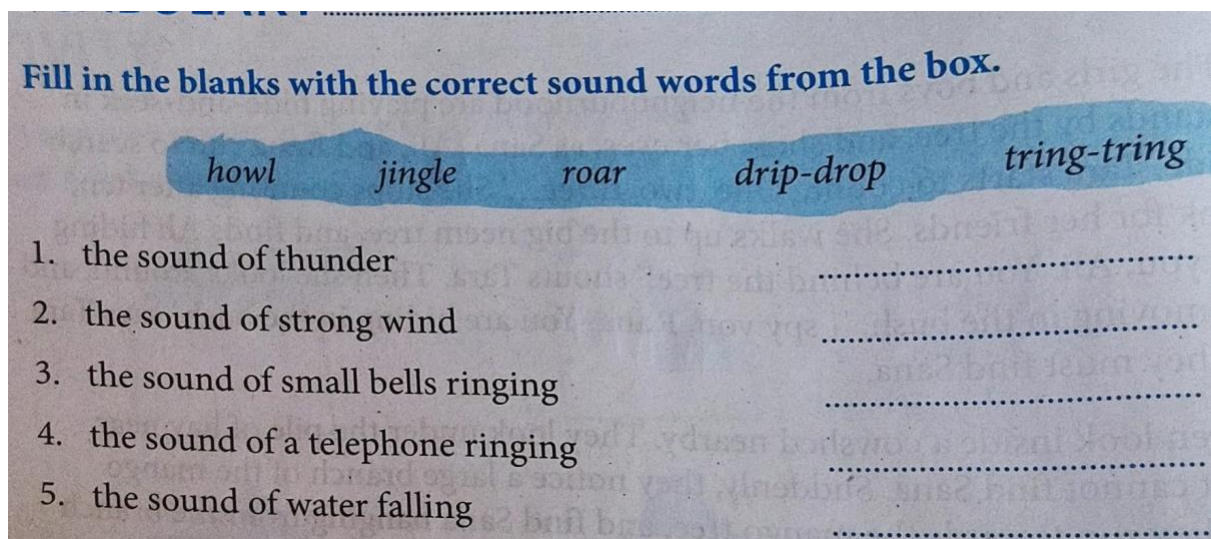 Fill in the blanks with the correct sound words from the box.
howl jingle roar drip-drop tring-tring
1. the sound of thunder ..............................
2. the sound of strong wind ..............................
3. the sound of small bells ringing ..............................
4. the sound of a telephone ringing ..............................
5. the sound of water falling ..............................